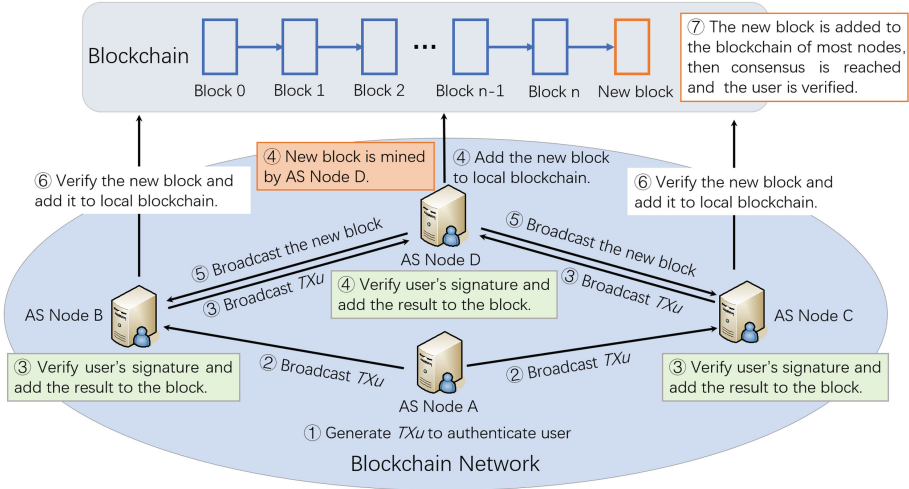 Blockchain
Block 0
Block 1
Block 2
...
Block n-1
Block n
New block
⑦ The new block is added to
the blockchain of most nodes,
then consensus is reached
and the user is verified.
④ New block is mined
by AS Node D.
④ Add the new block
to local blockchain.
⑥ Verify the new block and
add it to local blockchain.
⑥ Verify the new block and
add it to local blockchain.
⑤ Broadcast the new block
③ Broadcast TXu
AS Node D
⑤ Broadcast the new block
③ Broadcast TXu
④ Verify user's signature and
add the result to the block.
AS Node B
AS Node C
③ Verify user's signature and
add the result to the block.
② Broadcast TXu
② Broadcast TXu
③ Verify user's signature and
add the result to the block.
AS Node A
① Generate TXu to authenticate user
Blockchain Network